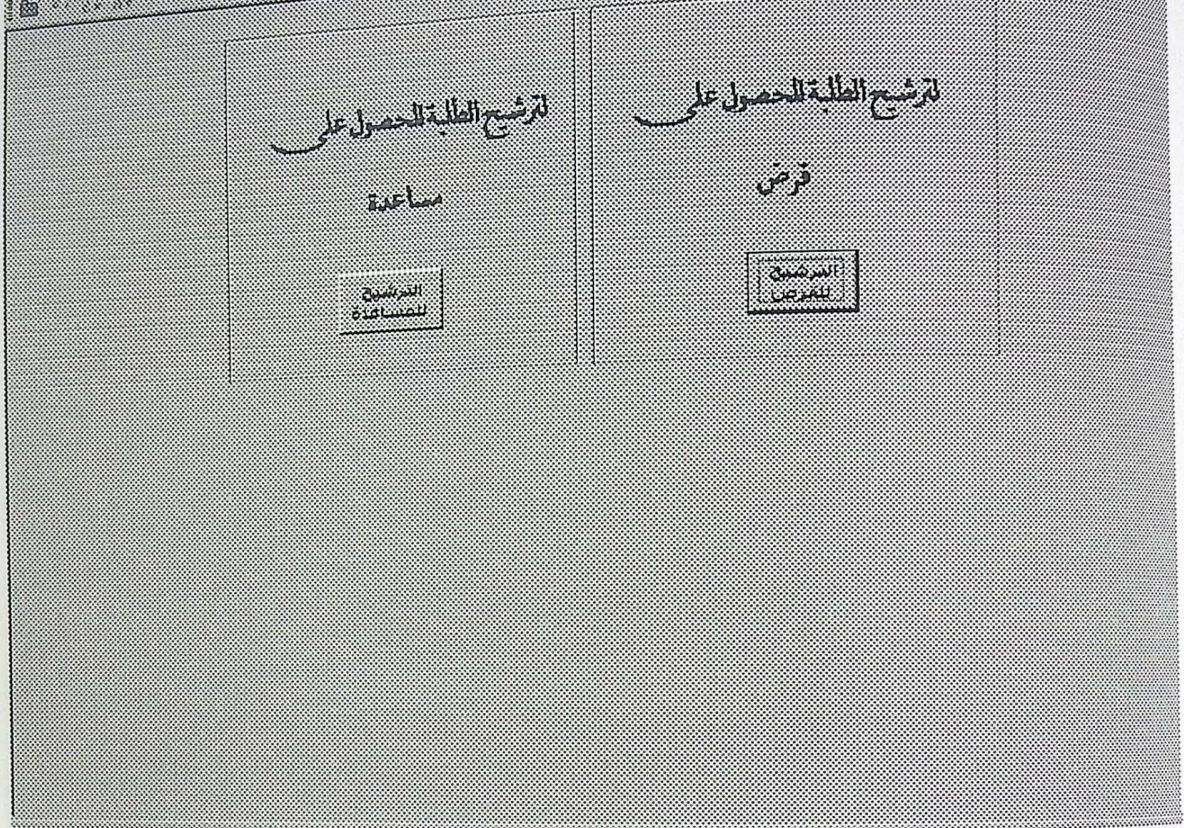 لترشيح الطلبة للحصول على
قرض
الترشيح
للقرض
لترشيح الطلبة للحصول على
مساعدة
الترشيح
للمساعدة